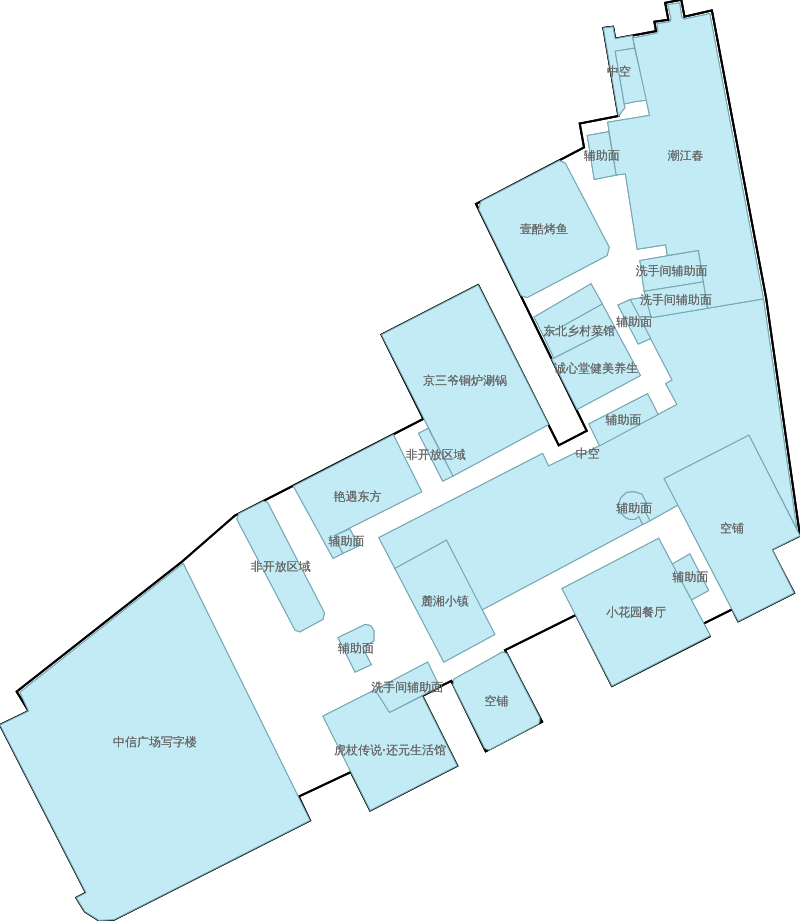 中空
辅助面
潮江春
壹酷烤鱼
洗手间辅助面
洗手间辅助面
辅助面
东北乡村菜馆
诚心堂健美养生
京三爷铜炉涮锅
辅助面
非开放区域
中空
艳遇东方
辅助面
空铺
辅助面
非开放区域
辅助面
麓湘小镇
小花园餐厅
辅助面
洗手间辅助面
空铺
中信广场写字楼
虎杖传说·还元生活馆